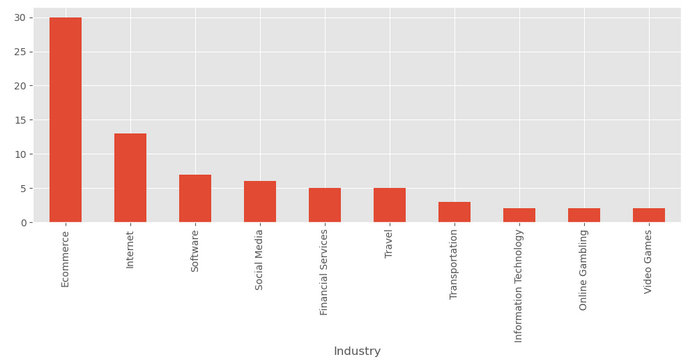 30
25
20
15
10
5
0
Ecommerce
Internet
Software
Social Media
Financial Services
Travel
Transportation
Information Technology
Online Gambling
Video Games
Industry